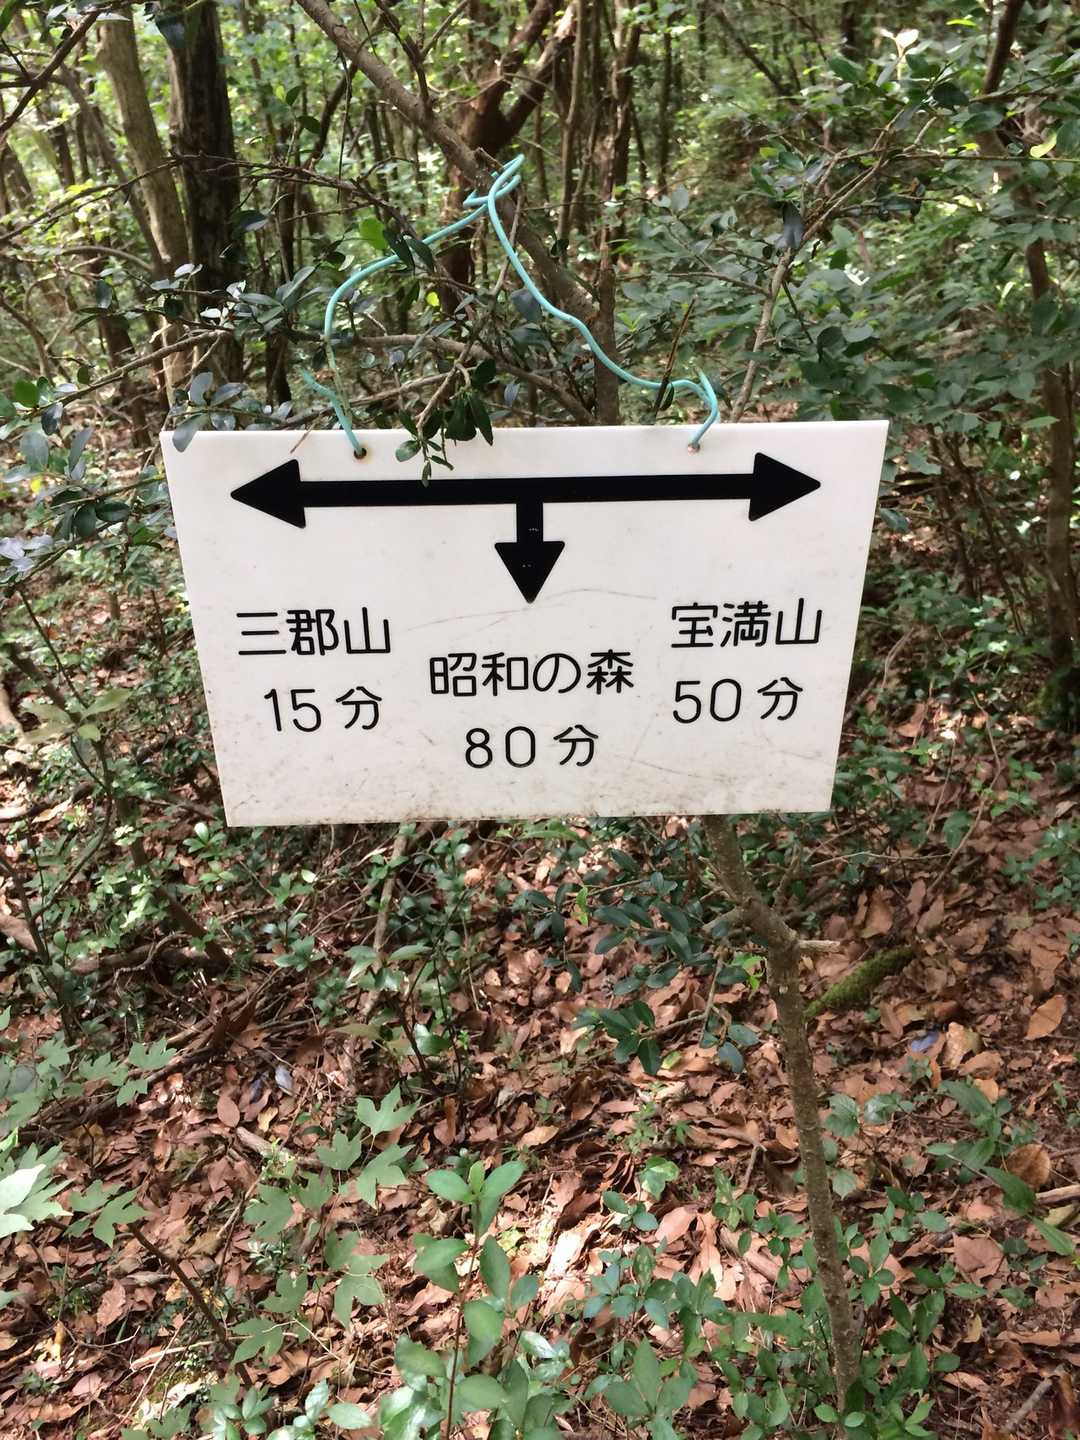 三郡山
15分
昭和の森
80分
宝満山
50分